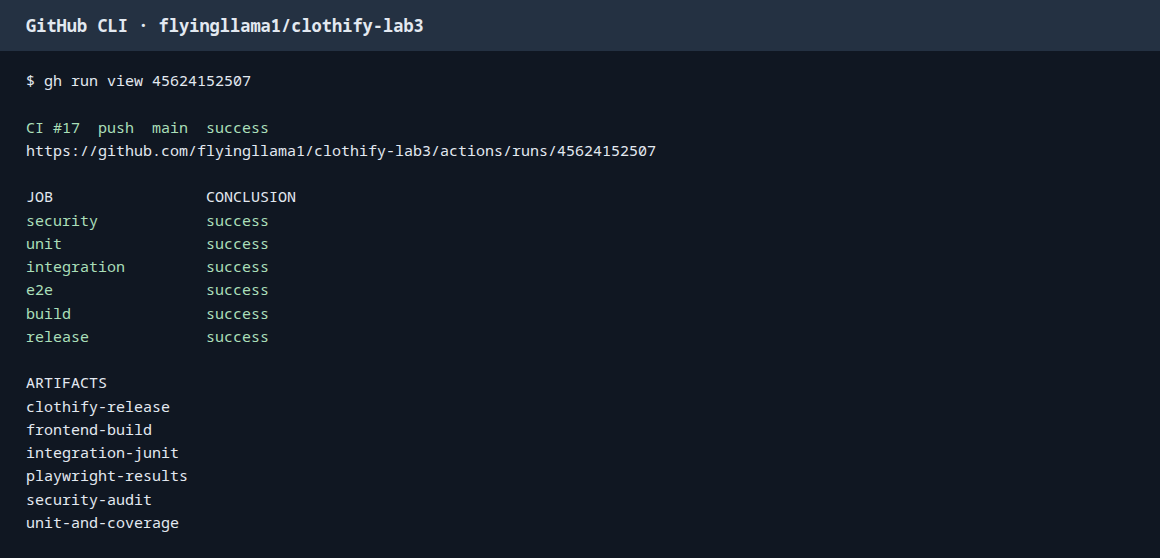 GitHub CLI · flyingllama1/clothify-lab3
$ gh run view 45624152507
CI #17  push  main  success
https://github.com/flyingllama1/clothify-lab3/actions/runs/45624152507
JOB                 CONCLUSION
security            success
unit                success
integration         success
e2e                 success
build               success
release             success
ARTIFACTS
clothify-release
frontend-build
integration-junit
playwright-results
security-audit
unit-and-coverage